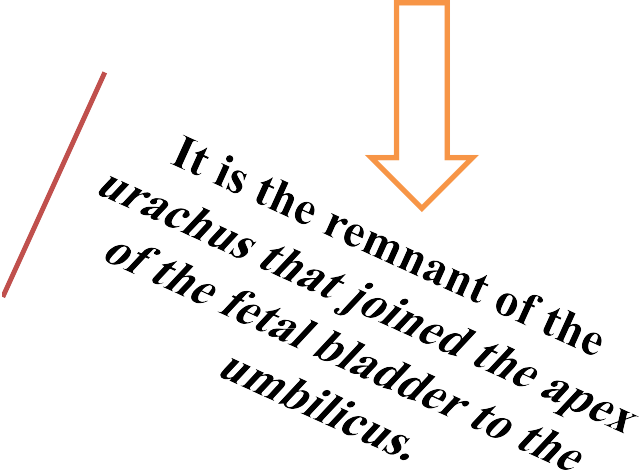 It is the remnant of the
urachus that joined the apex
of the fetal bladder to the
umbilicus.